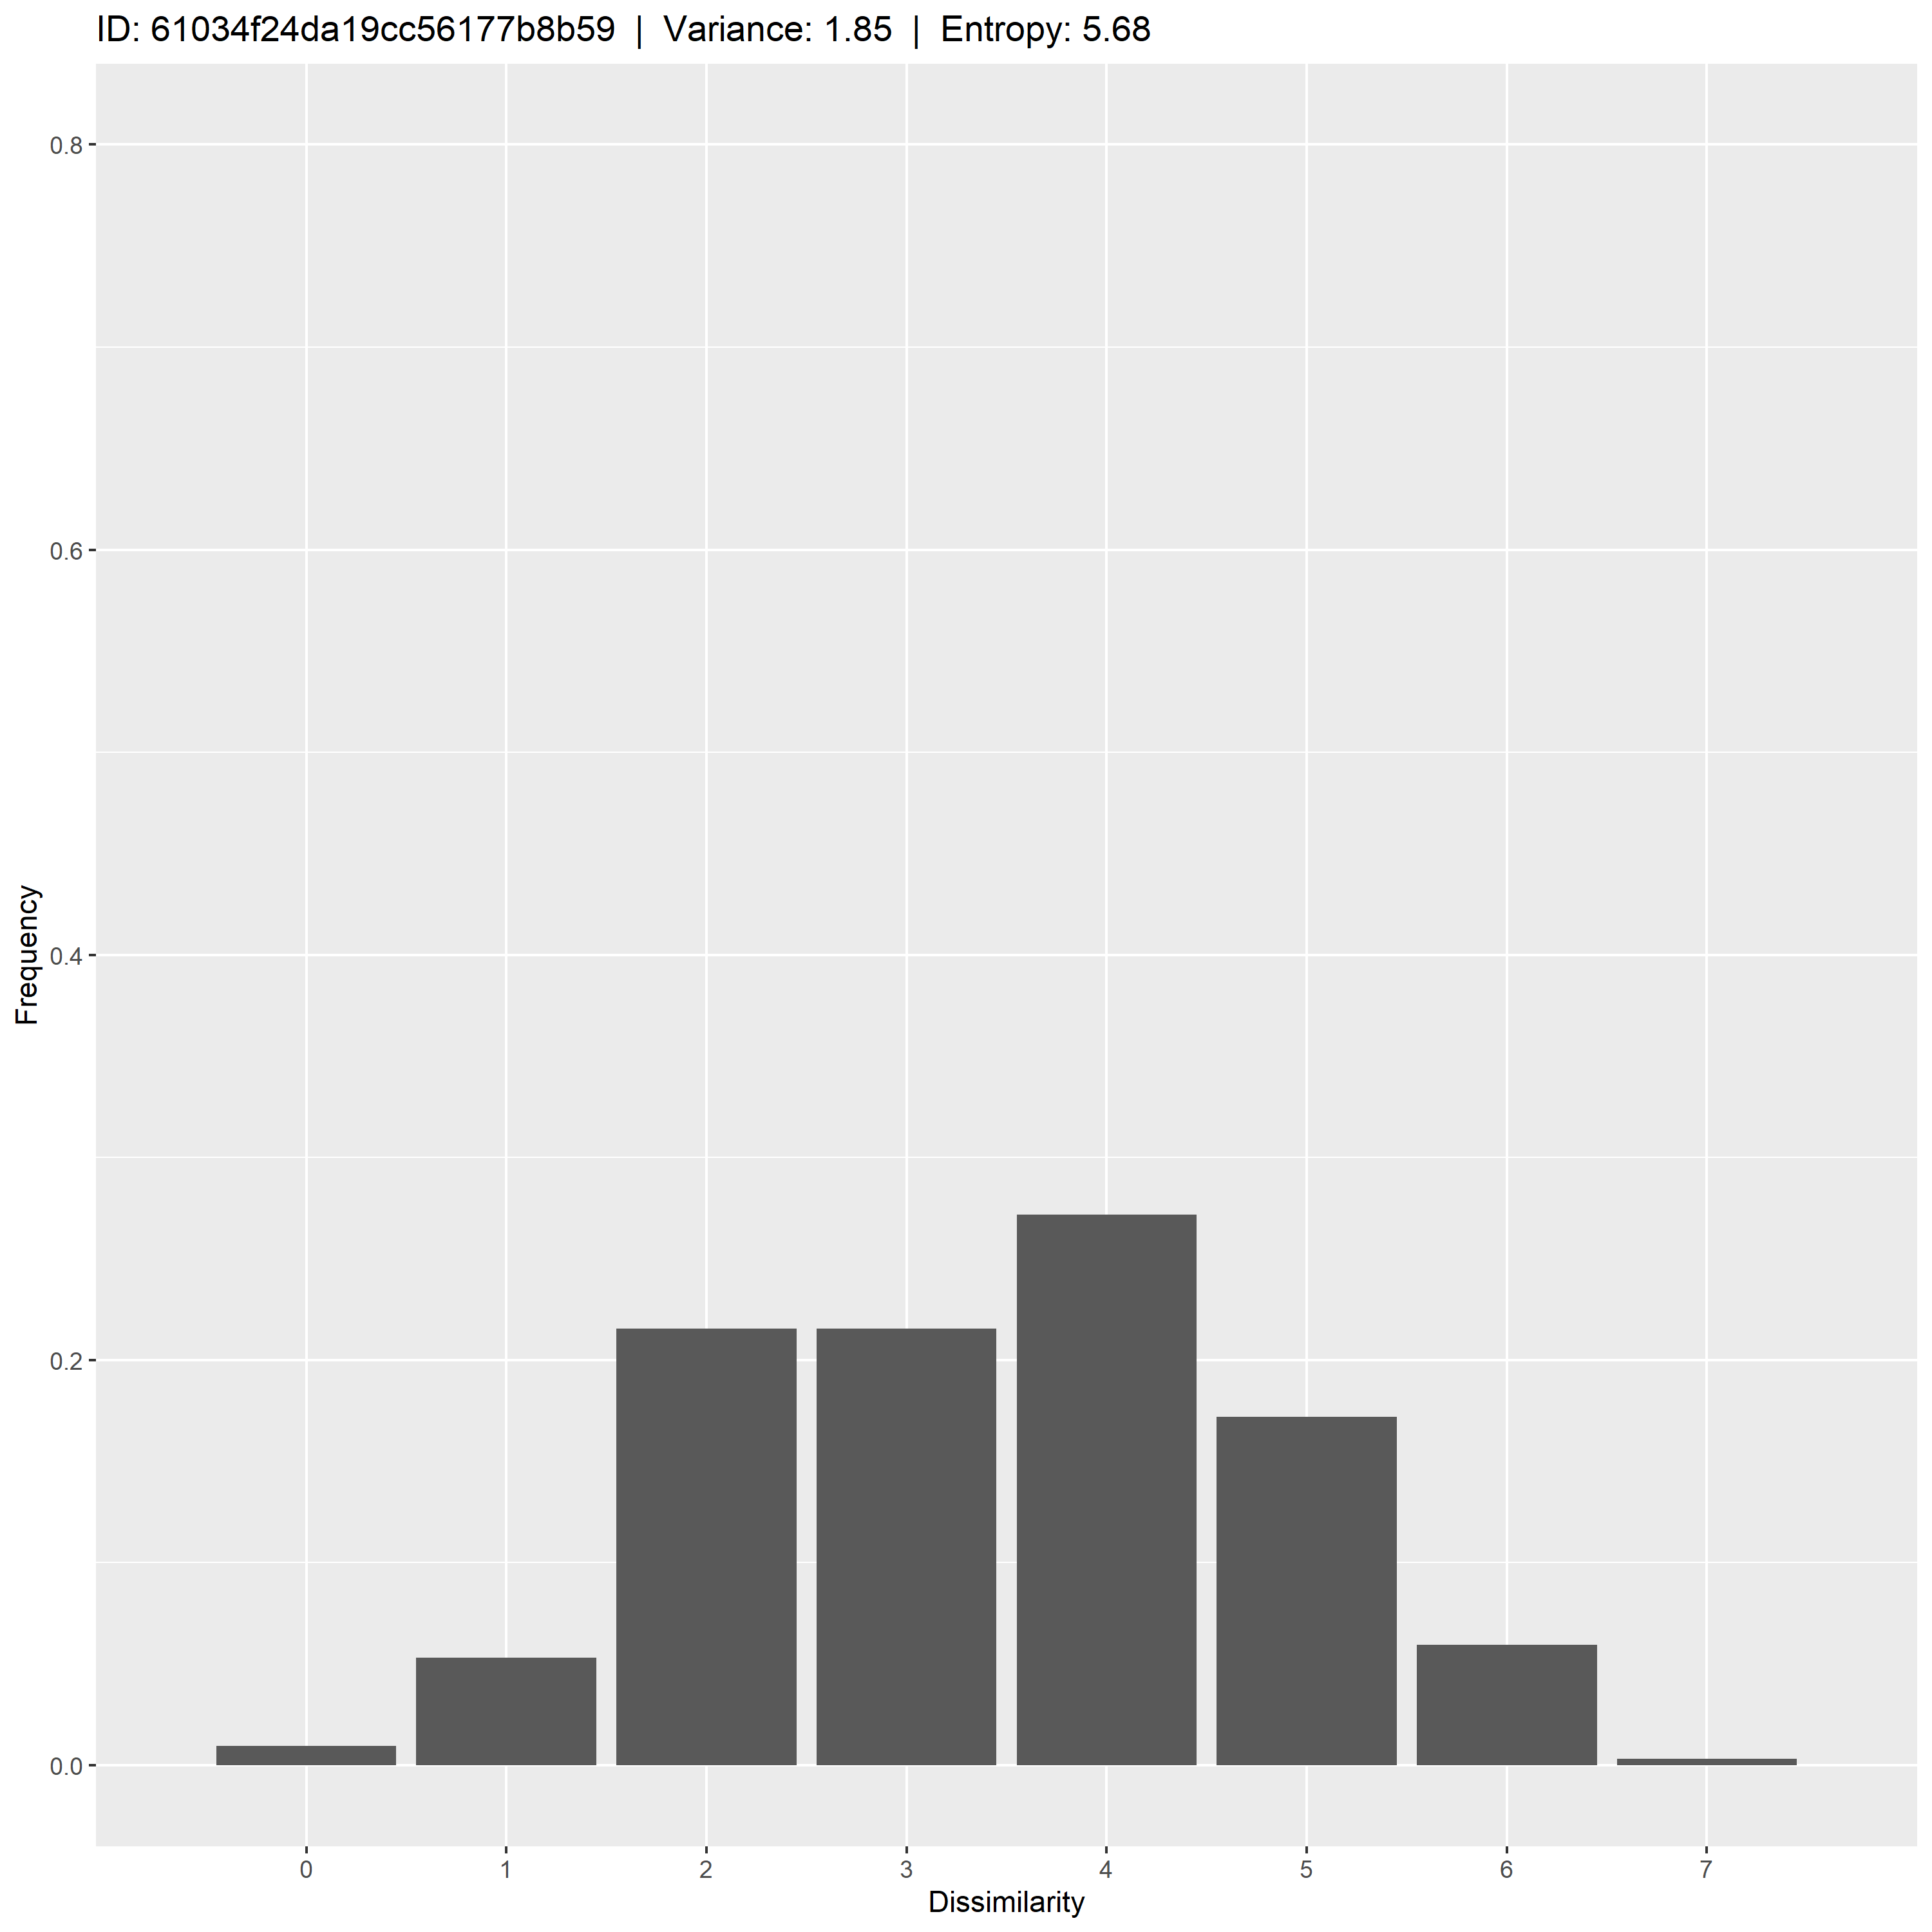 ID: 61034f24da19cc56177b8b59 | Variance: 1.85 | Entropy: 5.68
Frequency
0.8
0.6
0.4
0.2
0.0
0 1 2 3 4 5 6 7
Dissimilarity